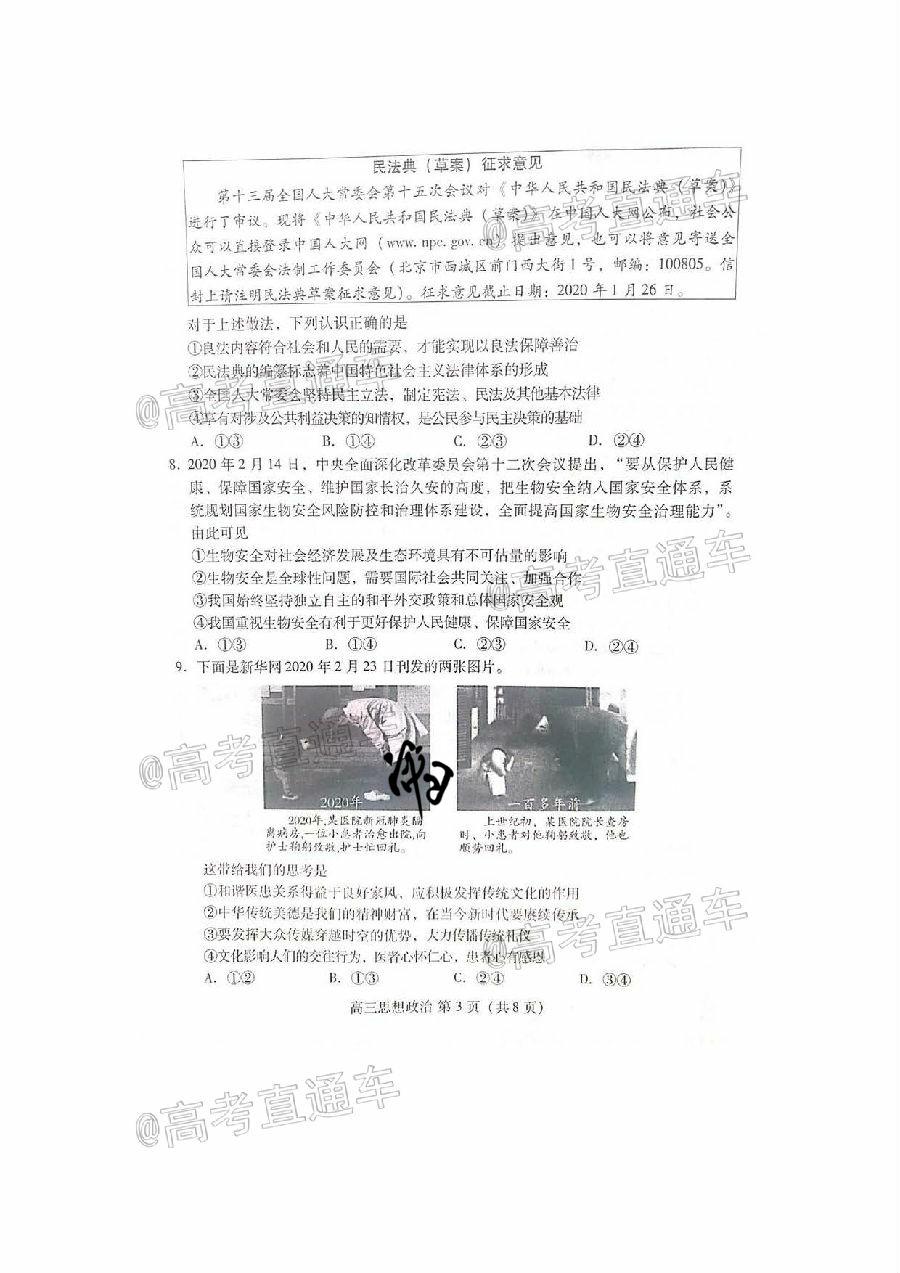 民法典（草案）征求意见
第十三届全国人大常委会第十五次会议对《中华人民共和国民法典（草案）》
进行了审议。现将《中华人民共和国民法典（草案）》在中国人大网公布，社会公
众可以直接登录中国人大网（www.npc.gov.cn）提出意见，也可以将意见寄送全
国人大常委会法制工作委员会（北京市西城区前门西大街1号，邮编：100805。信
封上请注明民法典草案征求意见）。征求意见截止日期：2020年1月26日。
对于上述做法，下列认识正确的是
①良法内容符合社会和人民的需要，才能实现以良法保障善治
②民法典的编纂标志着中国特色社会主义法律体系的形成
③全国人大常委会坚持民主立法，制定宪法、民法及其他基本法律
④享有对涉及公共利益决策的知情权，是公民参与民主决策的基础
A. ①③ B. ①④ C. ②③ D. ②④
8. 2020年2月14日，中央全面深化改革委员会第十二次会议提出，“要从保护人民健
康、保障国家安全、维护国家长治久安的高度，把生物安全纳入国家安全体系，系
统规划国家生物安全风险防控和治理体系建设，全面提高国家生物安全治理能力”。
由此可见
①生物安全对社会经济发展及生态环境具有不可估量的影响
②生物安全是全球性问题，需要国际社会共同关注、加强合作
③我国始终坚持独立自主的和平外交政策和总体国家安全观
④我国重视生物安全有利于更好保护人民健康、保障国家安全
A. ①③ B. ①④ C. ②③ D. ②④
9. 下面是新华网2020年2月23日刊发的两张图片。
2020年
一百多年前
2020年，某医院新冠肺炎隔
离病房，一位小患者治愈出院，向
护士鞠躬致敬，护士忙回礼。
上世纪初，某医院院长查房
时，小患者对他鞠躬致敬，他也
顺势回礼。
这带给我们的思考是
①和谐医患关系得益于良好家风，应积极发挥传统文化的作用
②中华传统美德是我们的精神财富，在当今新时代要赓续传承
③要发挥大众传媒穿越时空的优势，大力传播传统礼仪
④文化影响人们的交往行为，医者心怀仁心，患者心有感恩
A. ①② B. ①③ C. ②④ D. ③④
高三思想政治 第3页（共8页）
@高考直通车
@高考直通车
@高考直通车
@高考直通车
@高考直通车
@高考直通车
@高考直通车
@高考直通车